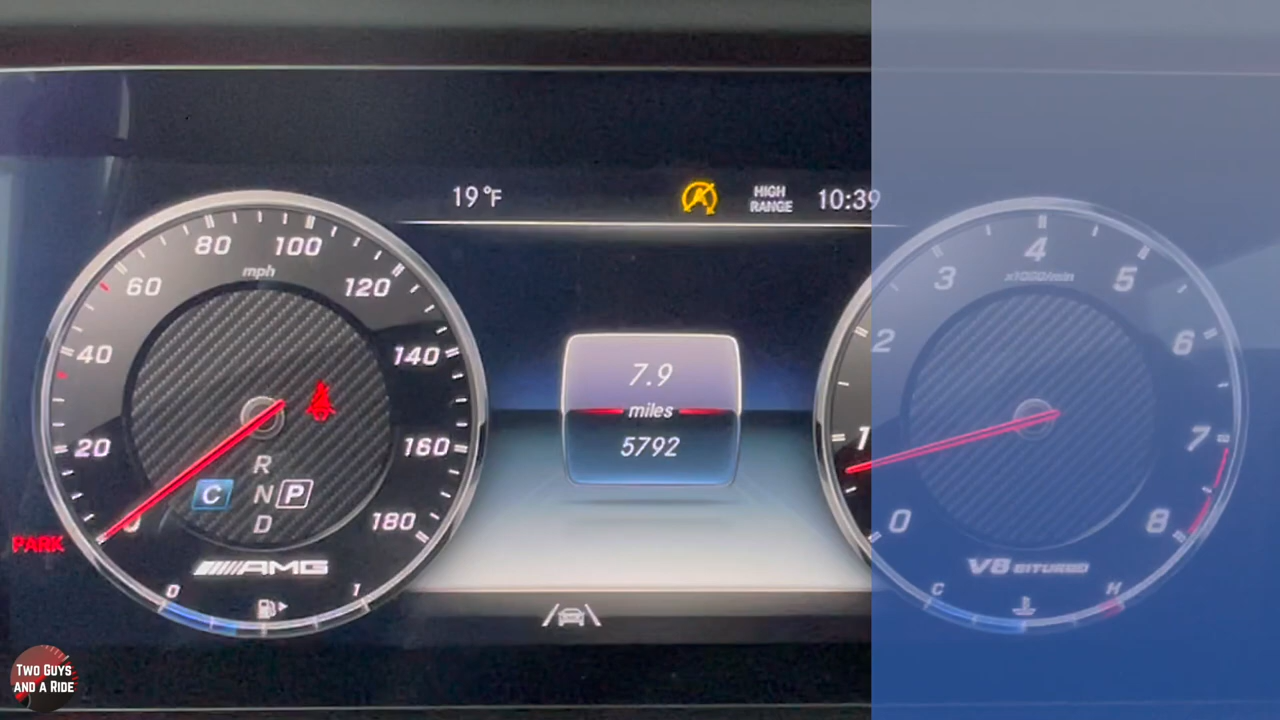 19°F
HIGH
RANGE
10:39
80
100
mph
60
120
40
140
20
160
180
R
C
N
P
D
PARK
AMG
0
1
7.9
miles
5792
4
3
5
x1000/min
2
6
1
7
0
8
V8 BITURBO
C
H
TWO GUYS
AND A RIDE